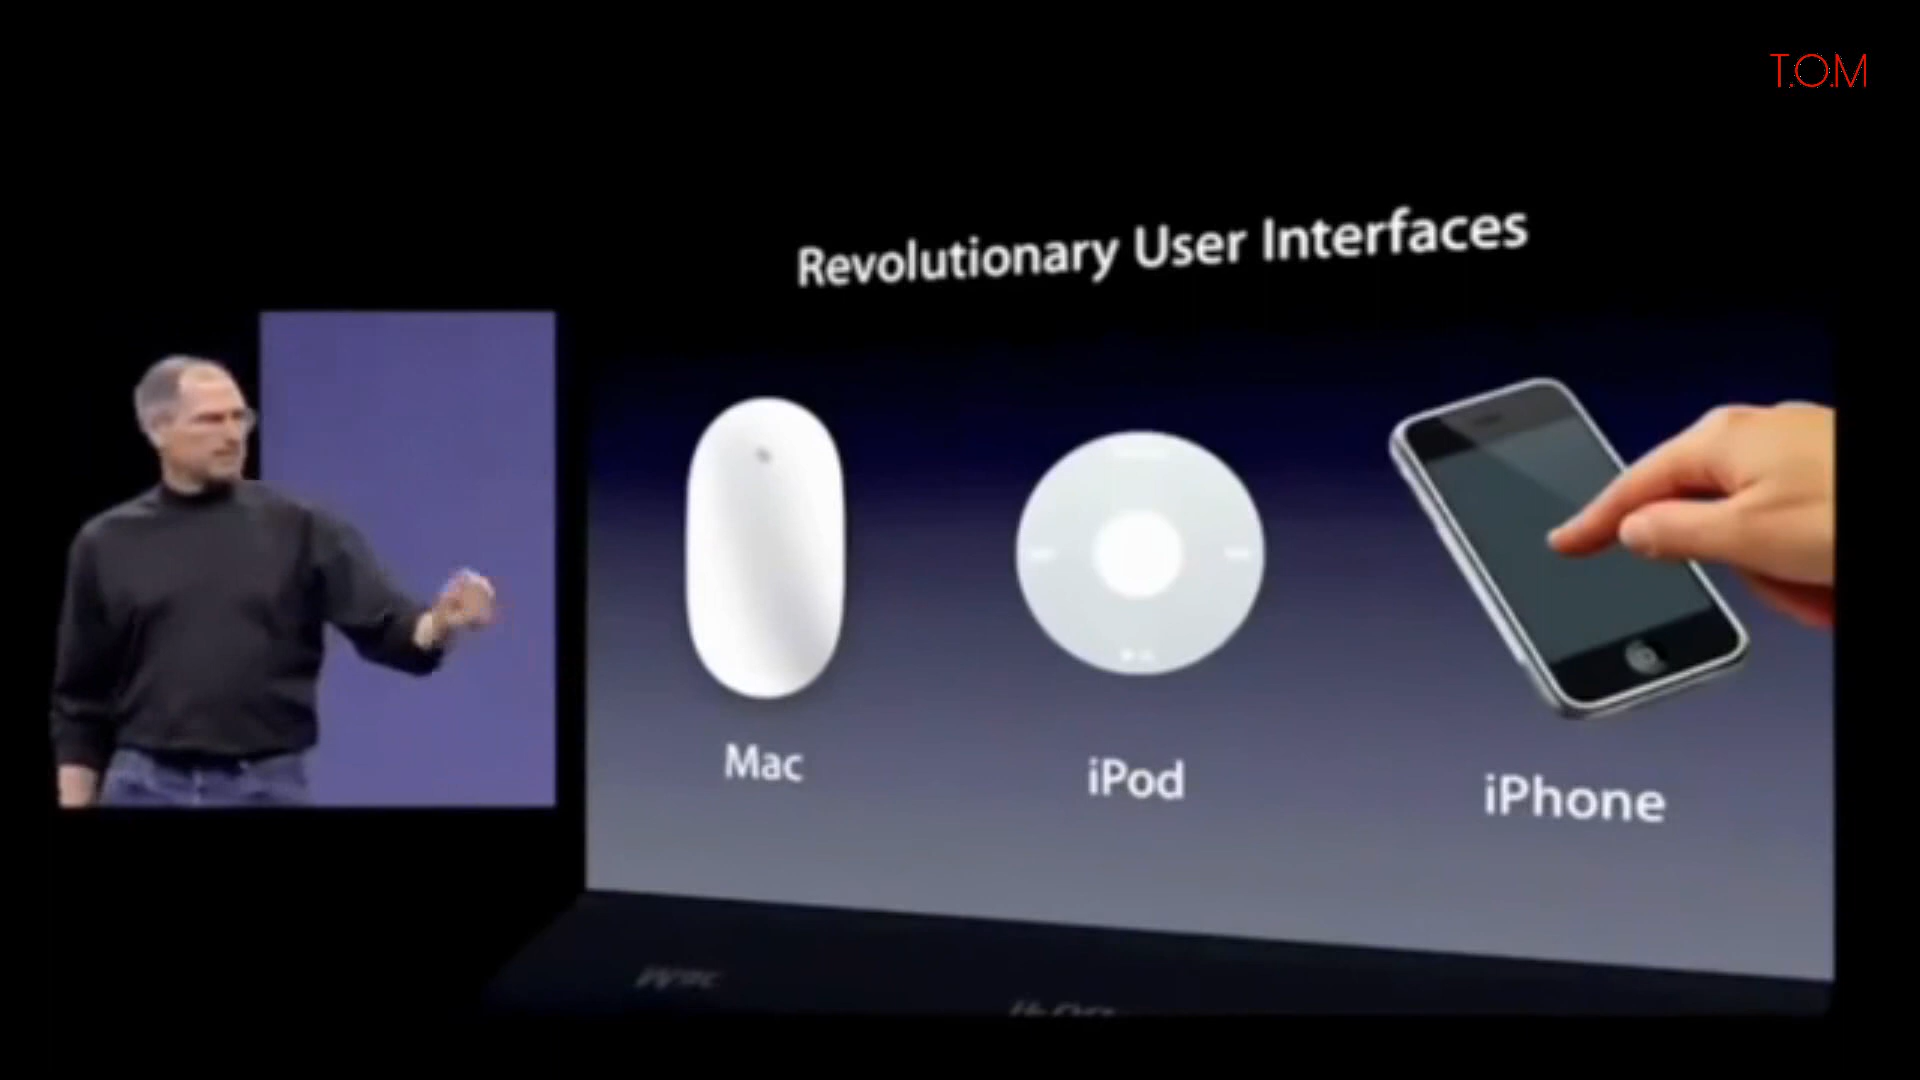 T.O.M
Revolutionary User Interfaces
Mac
iPod
iPhone